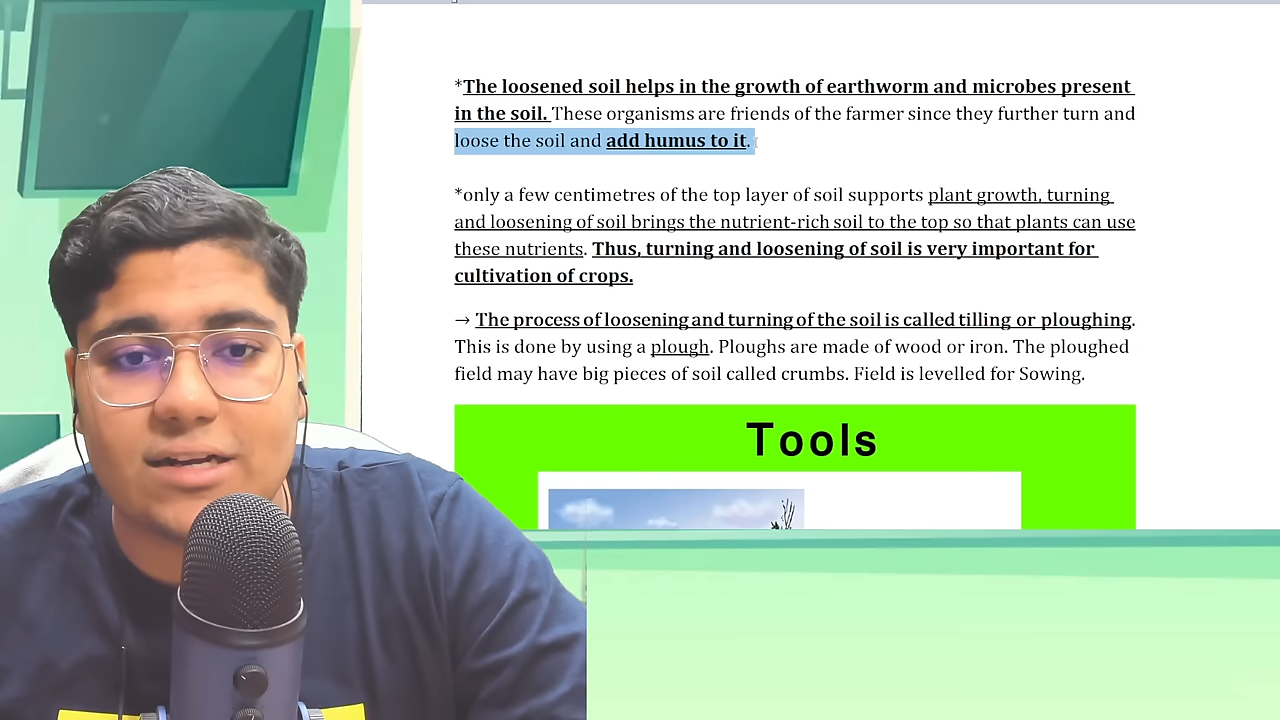 *The loosened soil helps in the growth of earthworm and microbes present
in the soil. These organisms are friends of the farmer since they further turn and
loose the soil and add humus to it.
*only a few centimetres of the top layer of soil supports plant growth, turning
and loosening of soil brings the nutrient-rich soil to the top so that plants can use
these nutrients. Thus, turning and loosening of soil is very important for
cultivation of crops.
→ The process of loosening and turning of the soil is called tilling or ploughing.
This is done by using a plough. Ploughs are made of wood or iron. The ploughed
field may have big pieces of soil called crumbs. Field is levelled for Sowing.
Tools